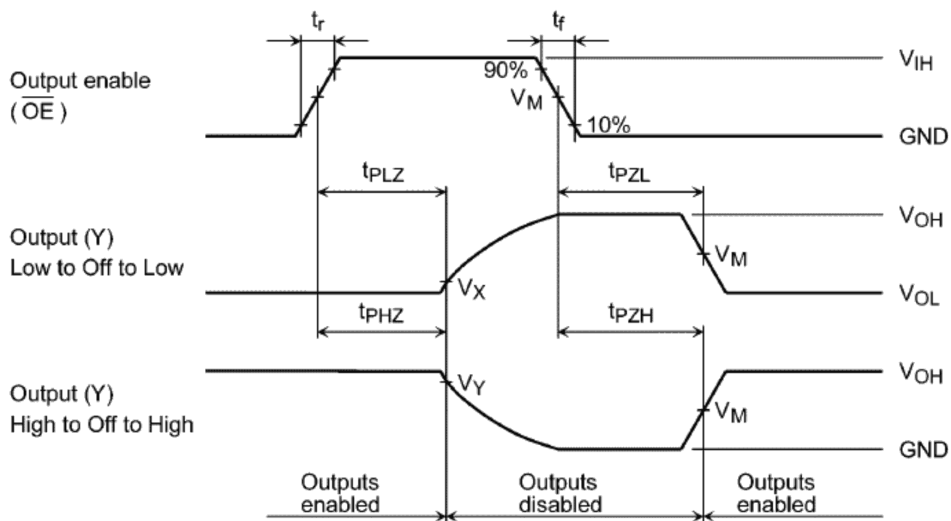 tr
tf
Output enable
( OE )
90%
VM
10%
VIH
GND
tPLZ
tPZL
Output (Y)
Low to Off to Low
VX
VM
VOH
VOL
tPHZ
tPZH
Output (Y)
High to Off to High
VY
VM
VOH
GND
Outputs
enabled
Outputs
disabled
Outputs
enabled